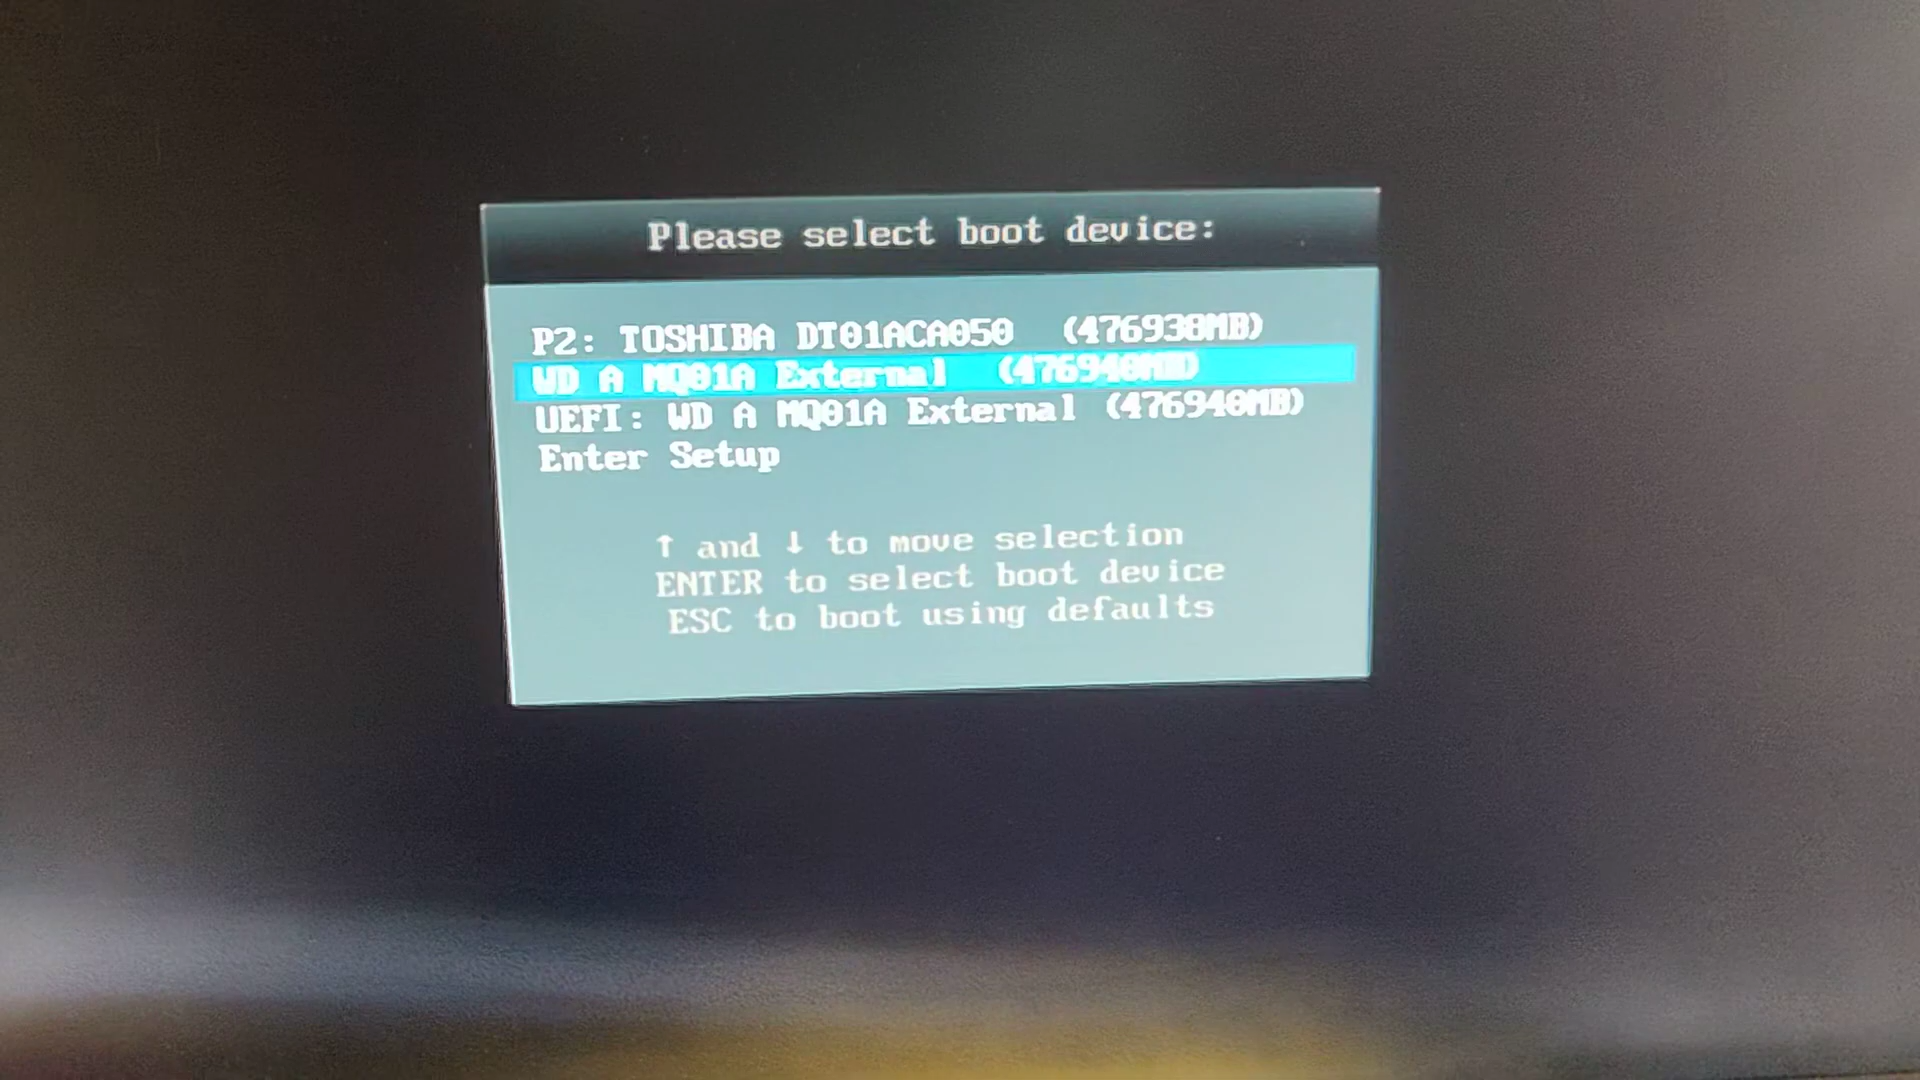 Please select boot device:
P2: TOSHIBA DT01ACA050 (476938MB)
WD A MQ01A External (476940MB)
UEFI: WD A MQ01A External (476940MB)
Enter Setup
↑ and ↓ to move selection
ENTER to select boot device
ESC to boot using defaults